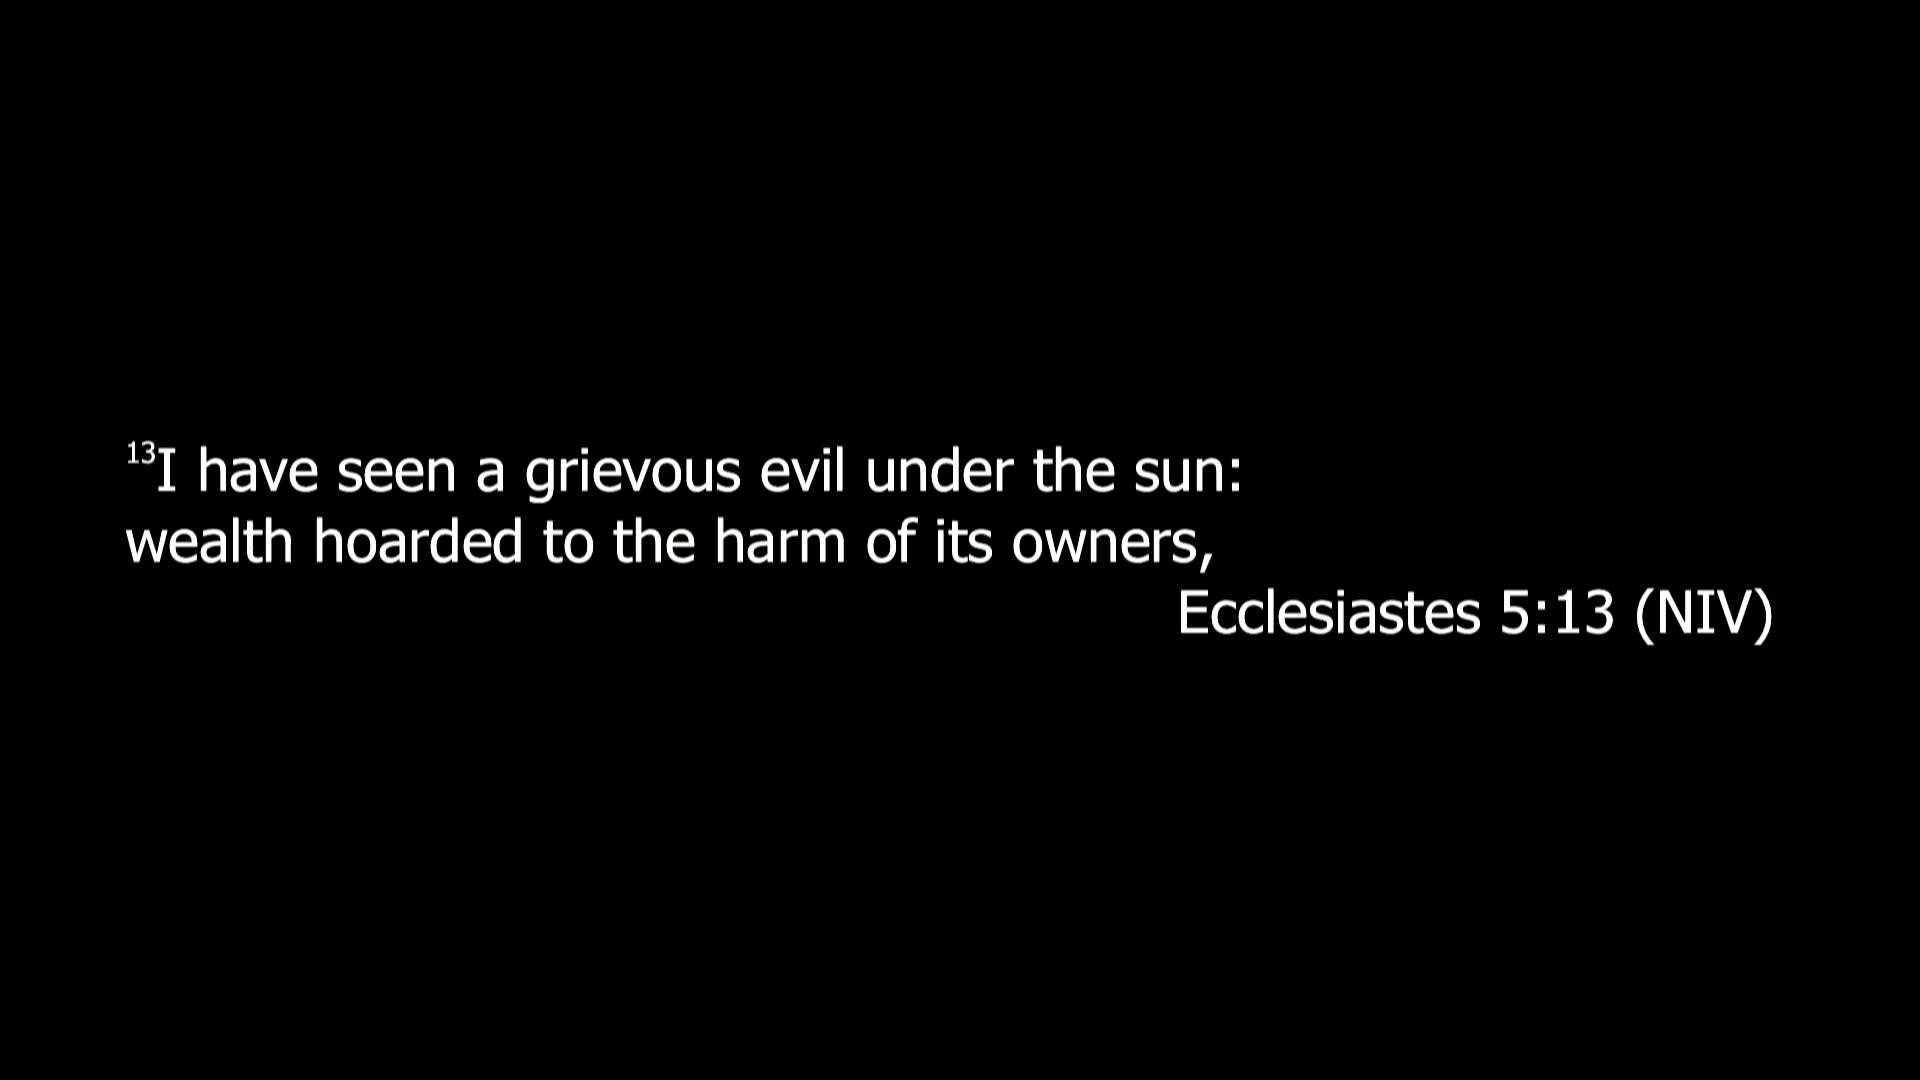 ¹³I have seen a grievous evil under the sun:
wealth hoarded to the harm of its owners,
Ecclesiastes 5:13 (NIV)